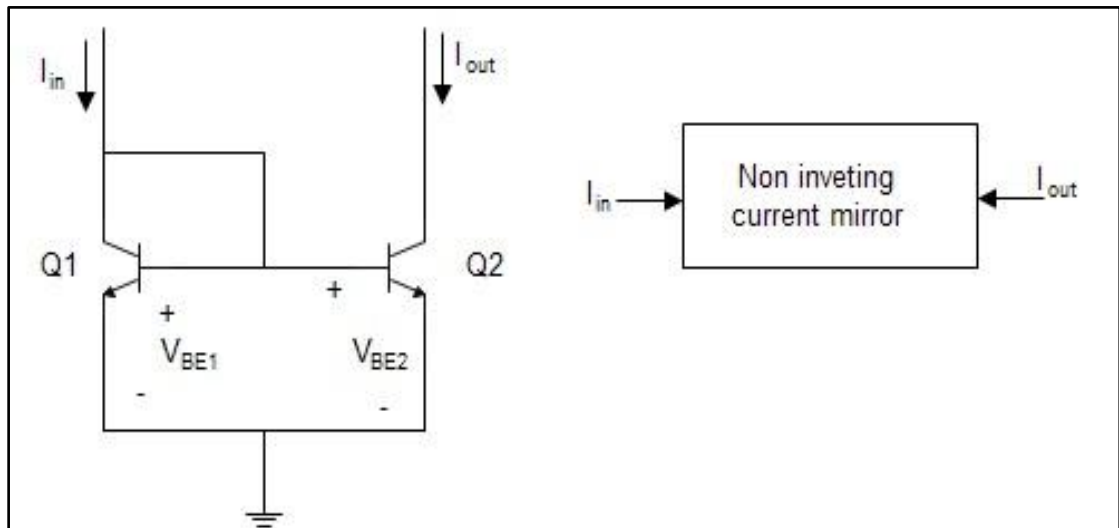 I_in
I_out
Non inveting
current mirror
I_in
I_out
Q1
Q2
+
+
V_BE1
V_BE2
-
-